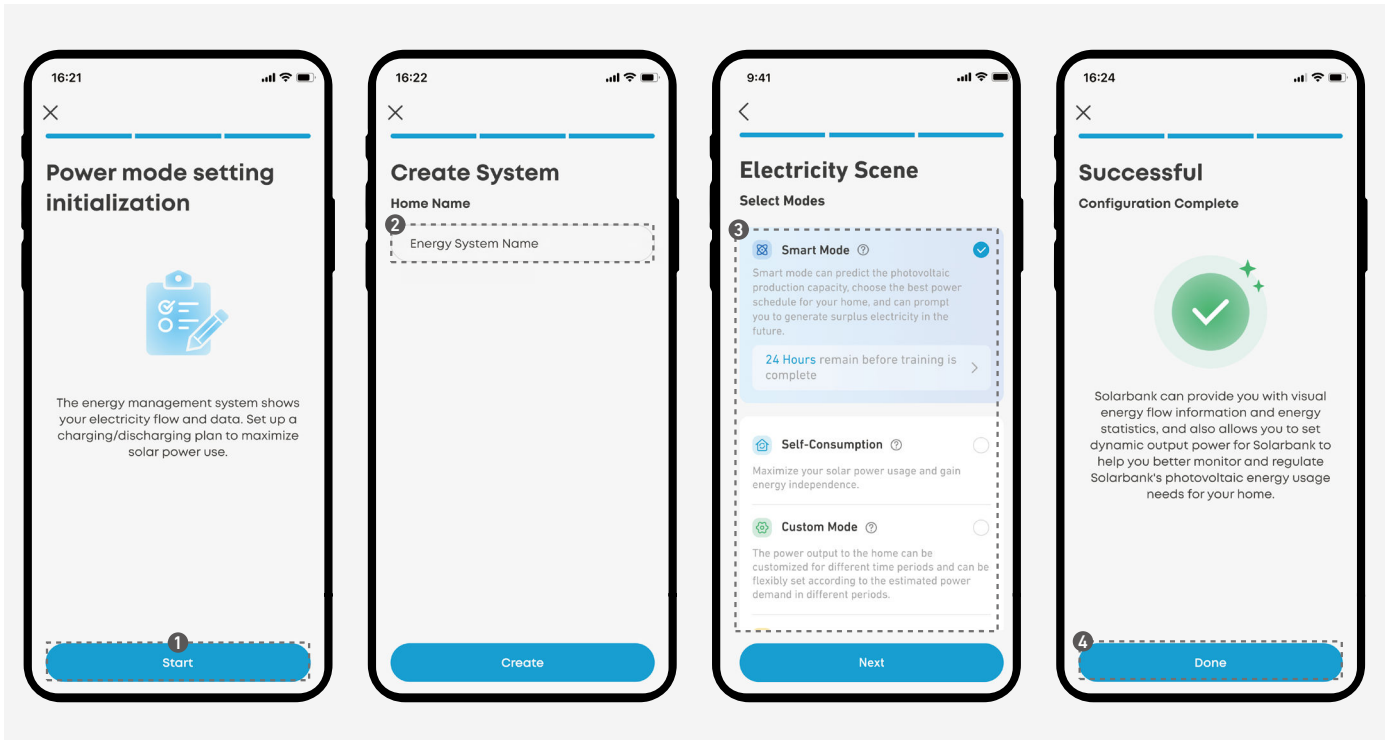 16:21
Power mode setting
initialization
The energy management system shows
your electricity flow and data. Set up a
charging/discharging plan to maximize
solar power use.
1
Start
16:22
Create System
Home Name
2
Energy System Name
Create
9:41
Electricity Scene
Select Modes
3
Smart Mode ?
Smart mode can predict the photovoltaic
production capacity, choose the best power
schedule for your home, and can prompt
you to generate surplus electricity in the
future.
24 Hours remain before training is
complete
Self-Consumption ?
Maximize your solar power usage and gain
energy independence.
Custom Mode ?
The power output to the home can be
customized for different time periods and can be
flexibly set according to the estimated power
demand in different periods.
Next
16:24
Successful
Configuration Complete
Solarbank can provide you with visual
energy flow information and energy
statistics, and also allows you to set
dynamic output power for Solarbank to
help you better monitor and regulate
Solarbank's photovoltaic energy usage
needs for your home.
4
Done